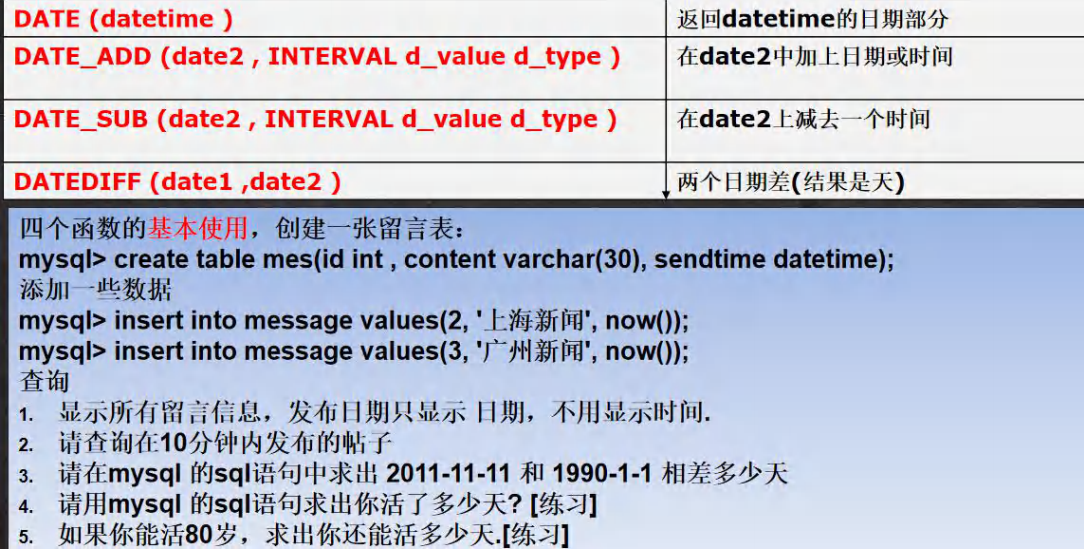 DATE (datetime ) 返回datetime的日期部分
DATE_ADD (date2 , INTERVAL d_value d_type ) 在date2中加上日期或时间
DATE_SUB (date2 , INTERVAL d_value d_type ) 在date2上减去一个时间
DATEDIFF (date1 ,date2 ) 两个日期差(结果是天)
四个函数的基本使用，创建一张留言表：
mysql> create table mes(id int , content varchar(30), sendtime datetime);
添加一些数据
mysql> insert into message values(2, '上海新闻', now());
mysql> insert into message values(3, '广州新闻', now());
查询
1. 显示所有留言信息，发布日期只显示 日期，不用显示时间.
2. 请查询在10分钟内发布的帖子
3. 请在mysql 的sql语句中求出 2011-11-11 和 1990-1-1 相差多少天
4. 请用mysql 的sql语句求出你活了多少天? [练习]
5. 如果你能活80岁，求出你还能活多少天.[练习]